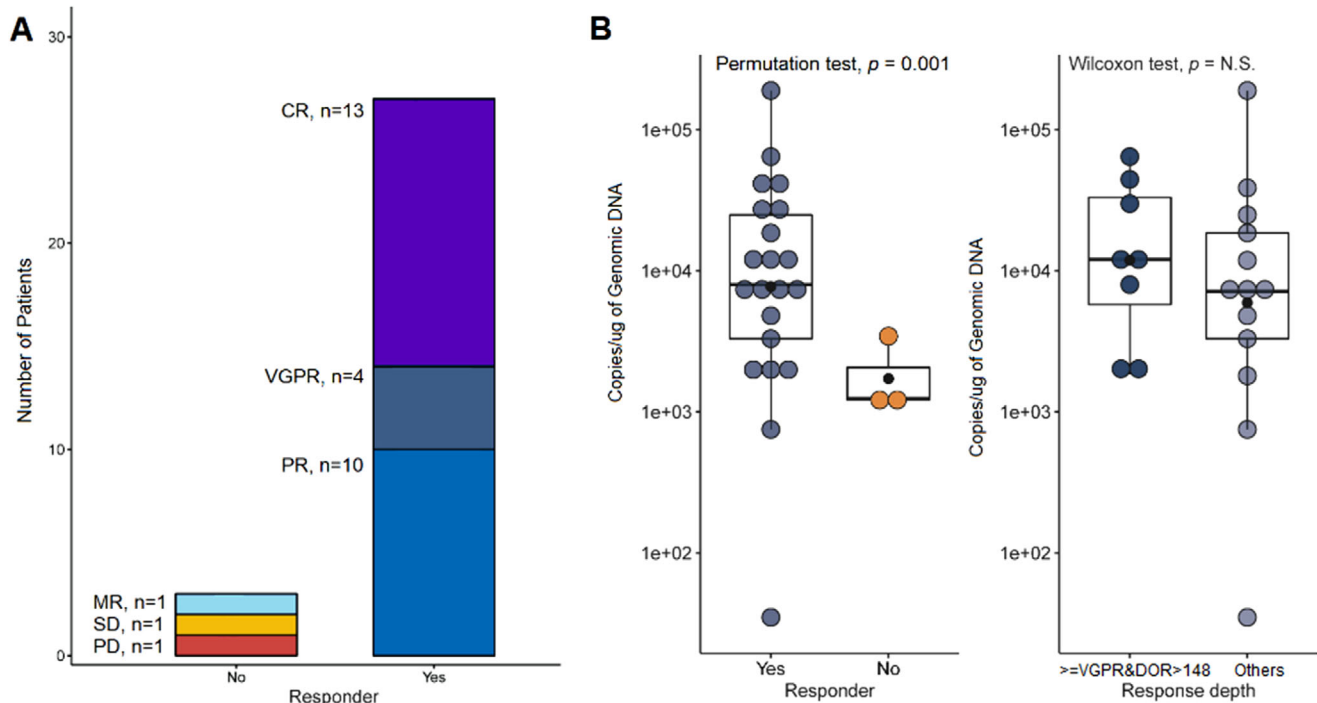 A
30
20
10
0
Number of Patients
CR, n=13
VGPR, n=4
PR, n=10
MR, n=1
SD, n=1
PD, n=1
No
Yes
Responder
B
Permutation test, p = 0.001
1e+05
1e+04
1e+03
1e+02
Copies/ug of Genomic DNA
Yes
No
Responder
Wilcoxon test, p = N.S.
1e+05
1e+04
1e+03
1e+02
Copies/ug of Genomic DNA
>=VGPR&DOR>148
Others
Response depth